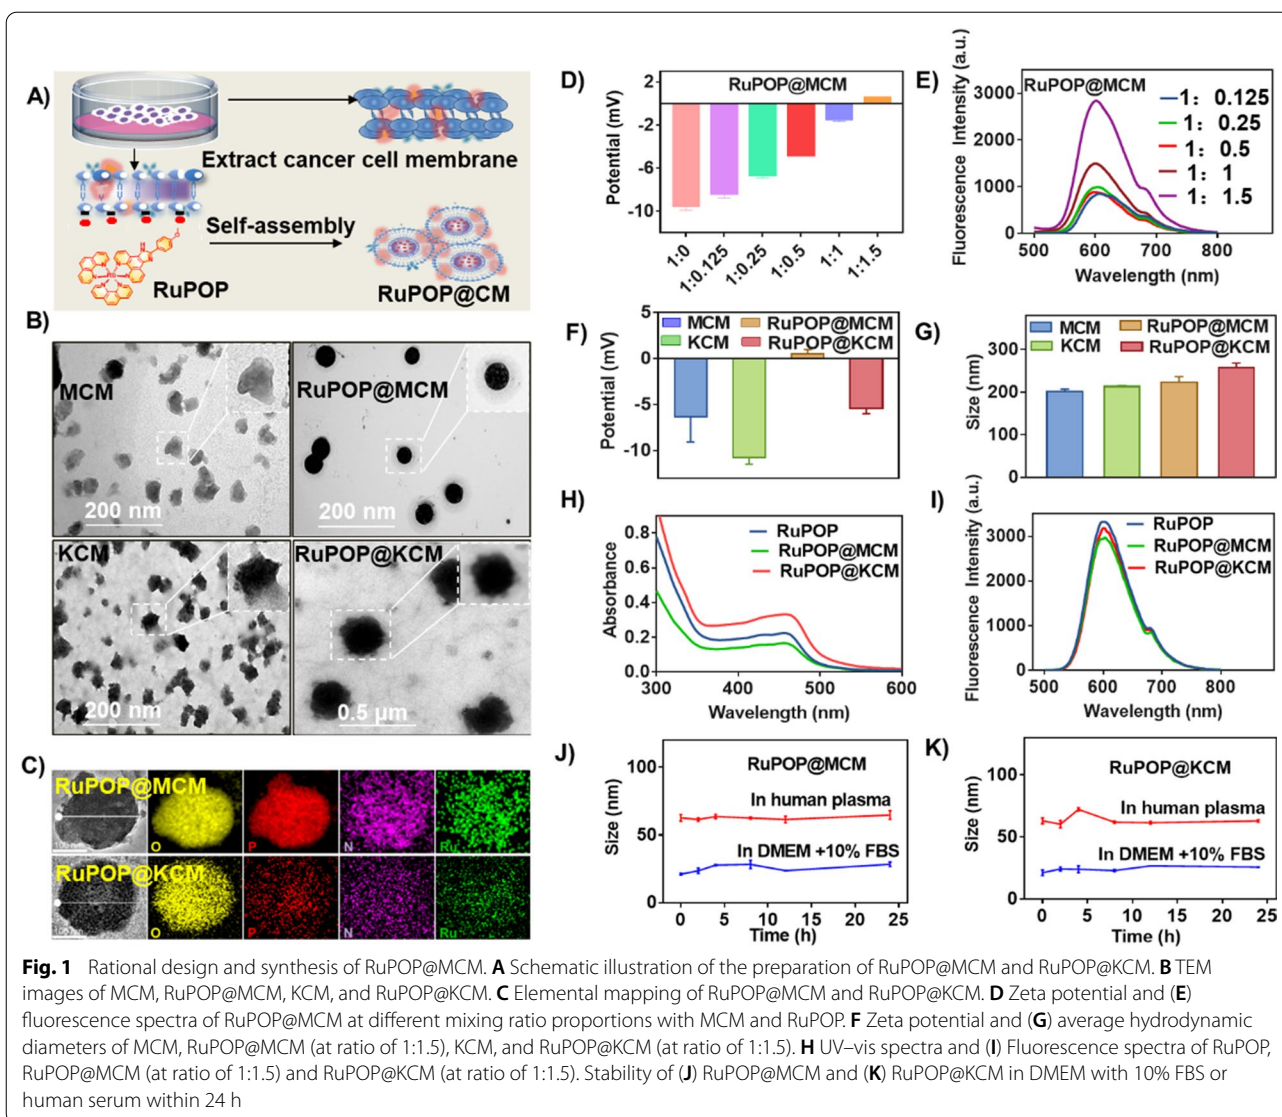 A)
Extract cancer cell membrane
Self-assembly
RuPOP
RuPOP@CM
B)
MCM
200 nm
RuPOP@MCM
200 nm
KCM
200 nm
RuPOP@KCM
0.5 µm
C)
RuPOP@MCM
O
P
N
Ru
RuPOP@KCM
O
P
N
Ru
D)
RuPOP@MCM
Potential (mV)
2
-2
-6
-10
1:0
1:0.125
1:0.25
1:0.5
1:1
1:1.5
E)
RuPOP@MCM
Fluorescence Intensity (a.u.)
3000
2000
1000
0
1: 0.125
1: 0.25
1: 0.5
1: 1
1: 1.5
500 600 700 800
Wavelength (nm)
F)
Potential (mV)
5
0
-5
-10
MCM
KCM
RuPOP@MCM
RuPOP@KCM
G)
Size (nm)
300
200
100
0
MCM
KCM
RuPOP@MCM
RuPOP@KCM
H)
Absorbance
0.8
0.6
0.4
0.2
0.0
RuPOP
RuPOP@MCM
RuPOP@KCM
300 400 500 600
Wavelength (nm)
I)
Fluorescence Intensity (a.u.)
3000
2000
1000
0
RuPOP
RuPOP@MCM
RuPOP@KCM
500 600 700 800
Wavelength (nm)
J)
Size (nm)
100
50
0
RuPOP@MCM
In human plasma
In DMEM +10% FBS
0 5 10 15 20 25
Time (h)
K)
Size (nm)
100
50
0
RuPOP@KCM
In human plasma
In DMEM +10% FBS
0 5 10 15 20 25
Time (h)
Fig. 1 Rational design and synthesis of RuPOP@MCM. A Schematic illustration of the preparation of RuPOP@MCM and RuPOP@KCM. B TEM
images of MCM, RuPOP@MCM, KCM, and RuPOP@KCM. C Elemental mapping of RuPOP@MCM and RuPOP@KCM. D Zeta potential and (E)
fluorescence spectra of RuPOP@MCM at different mixing ratio proportions with MCM and RuPOP. F Zeta potential and (G) average hydrodynamic
diameters of MCM, RuPOP@MCM (at ratio of 1:1.5), KCM, and RuPOP@KCM (at ratio of 1:1.5). H UV–vis spectra and (I) Fluorescence spectra of RuPOP,
RuPOP@MCM (at ratio of 1:1.5) and RuPOP@KCM (at ratio of 1:1.5). Stability of (J) RuPOP@MCM and (K) RuPOP@KCM in DMEM with 10% FBS or
human serum within 24 h